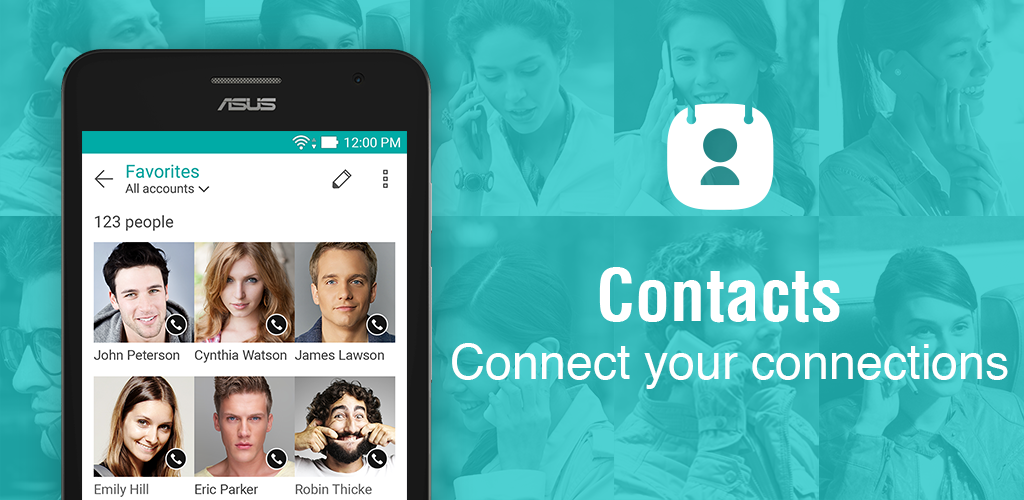 ASUS
12:00 PM
Favorites
All accounts
123 people
John Peterson Cynthia Watson James Lawson
Emily Hill Eric Parker Robin Thicke
Contacts
Connect your connections